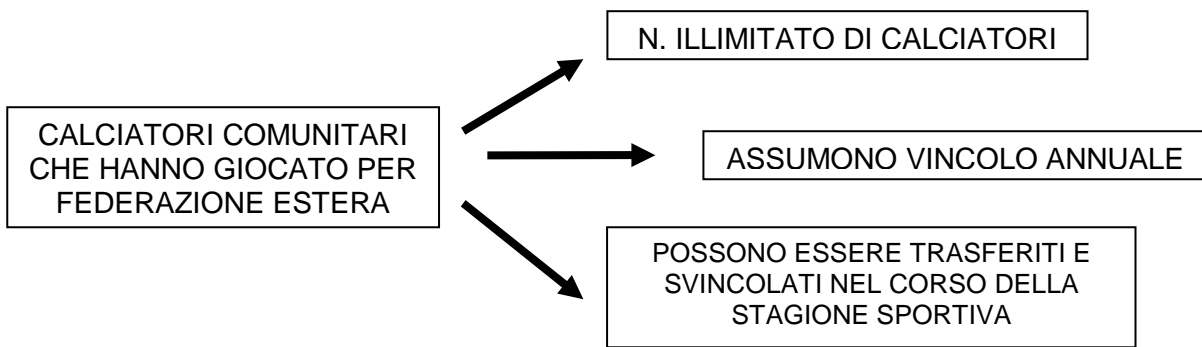 N. ILLIMITATO DI CALCIATORI
CALCIATORI COMUNITARI
CHE HANNO GIOCATO PER
FEDERAZIONE ESTERA
ASSUMONO VINCOLO ANNUALE
POSSONO ESSERE TRASFERITI E
SVINCOLATI NEL CORSO DELLA
STAGIONE SPORTIVA